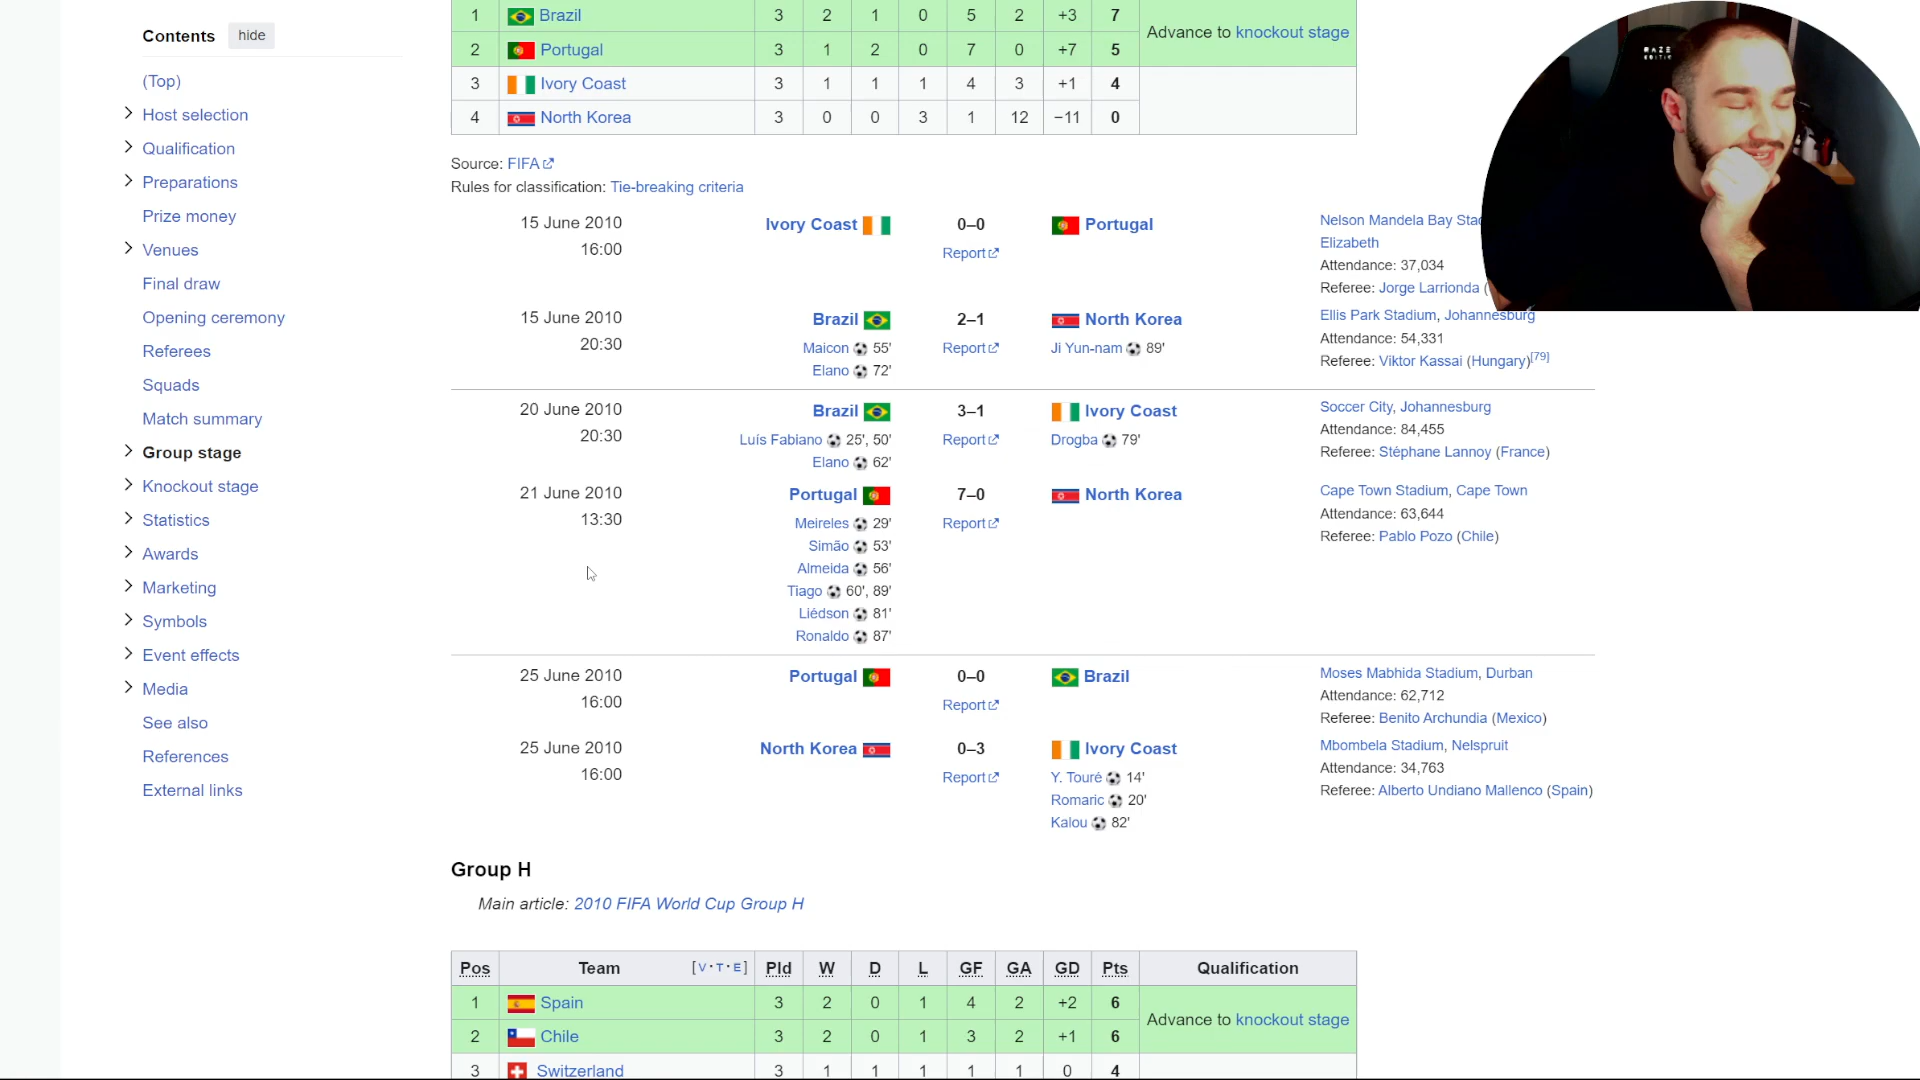 Contents hide
(Top)
Host selection
Qualification
Preparations
Prize money
Venues
Final draw
Opening ceremony
Referees
Squads
Match summary
Group stage
Knockout stage
Statistics
Awards
Marketing
Symbols
Event effects
Media
See also
References
External links
1 Brazil 3 2 1 0 5 2 +3 7 Advance to knockout stage
2 Portugal 3 1 2 0 7 0 +7 5
3 Ivory Coast 3 1 1 1 4 3 +1 4
4 North Korea 3 0 0 3 1 12 −11 0
Source: FIFA
Rules for classification: Tie-breaking criteria
15 June 2010 Ivory Coast 0–0 Portugal Nelson Mandela Bay
16:00 Report Elizabeth
Attendance: 37,034
Referee: Jorge Larrionda (
15 June 2010 Brazil 2–1 North Korea Ellis Park Stadium, Johannesburg
20:30 Maicon 55' Report Ji Yun-nam 89' Attendance: 54,331
Elano 72' Referee: Viktor Kassai (Hungary)[79]
20 June 2010 Brazil 3–1 Ivory Coast Soccer City, Johannesburg
20:30 Luís Fabiano 25', 50' Report Drogba 79' Attendance: 84,455
Elano 62' Referee: Stéphane Lannoy (France)
21 June 2010 Portugal 7–0 North Korea Cape Town Stadium, Cape Town
13:30 Meireles 29' Report Attendance: 63,644
Simão 53' Referee: Pablo Pozo (Chile)
Almeida 56'
Tiago 60', 89'
Liédson 81'
Ronaldo 87'
25 June 2010 Portugal 0–0 Brazil Moses Mabhida Stadium, Durban
16:00 Report Attendance: 62,712
Referee: Benito Archundia (Mexico)
25 June 2010 North Korea 0–3 Ivory Coast Mbombela Stadium, Nelspruit
16:00 Report Y. Touré 14' Attendance: 34,763
Romaric 20' Referee: Alberto Undiano Mallenco (Spain)
Kalou 82'
Group H
Main article: 2010 FIFA World Cup Group H
Pos Team [V·T·E] Pld W D L GF GA GD Pts Qualification
1 Spain 3 2 0 1 4 2 +2 6 Advance to knockout stage
2 Chile 3 2 0 1 3 2 +1 6
3 Switzerland 3 1 1 1 1 1 0 4